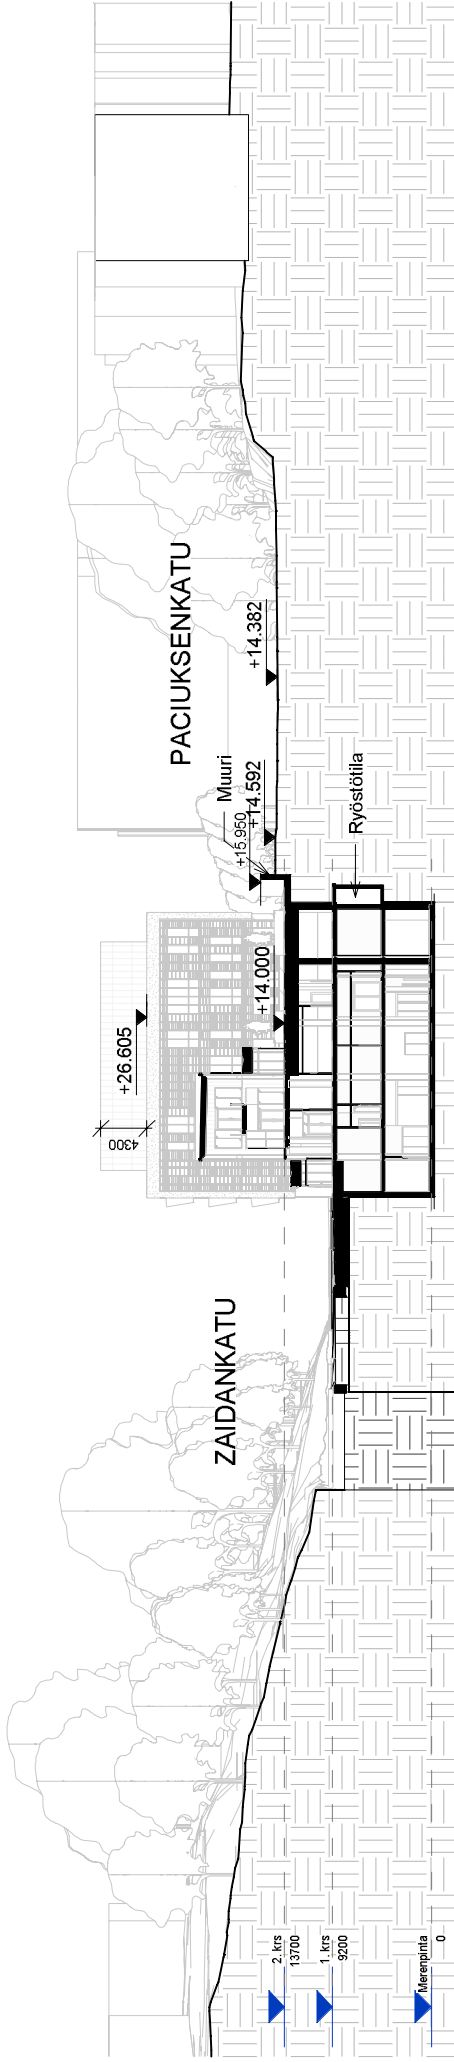 2. krs
13700
1. krs
9200
Merenpinta
0
ZAIDANKATU
4300
+26.605
+14.000
+15.950
Muuri
+14.592
Ryöstötila
PACIUKSENKATU
+14.382